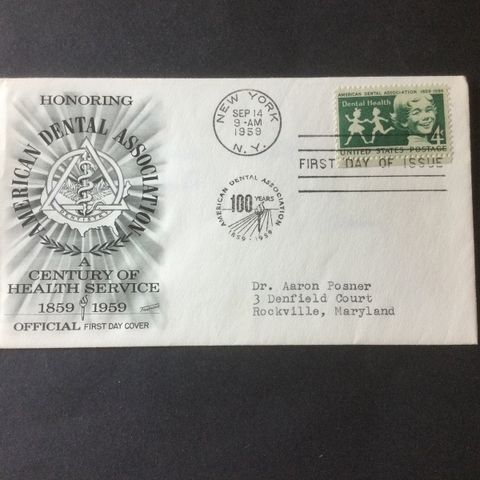 HONORING
AMERICAN DENTAL ASSOCIATION
A
CENTURY OF
HEALTH SERVICE
1859 1959
OFFICIAL FIRST DAY COVER
NEW YORK
SEP 14
9-AM
1959
N.Y.
AMERICAN DENTAL ASSOCIATION 1859-1959
Dental Health
4¢
UNITED STATES POSTAGE
FIRST DAY OF ISSUE
AMERICAN DENTAL ASSOCIATION
100 YEARS
1859-1959
Dr. Aaron Posner
3 Denfield Court
Rockville, Maryland